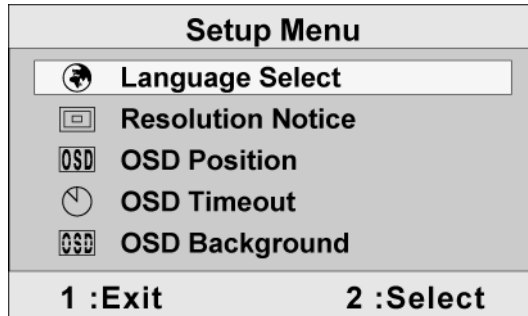 Setup Menu
Language Select
Resolution Notice
OSD OSD Position
OSD Timeout
OSD OSD Background
1 :Exit 2 :Select